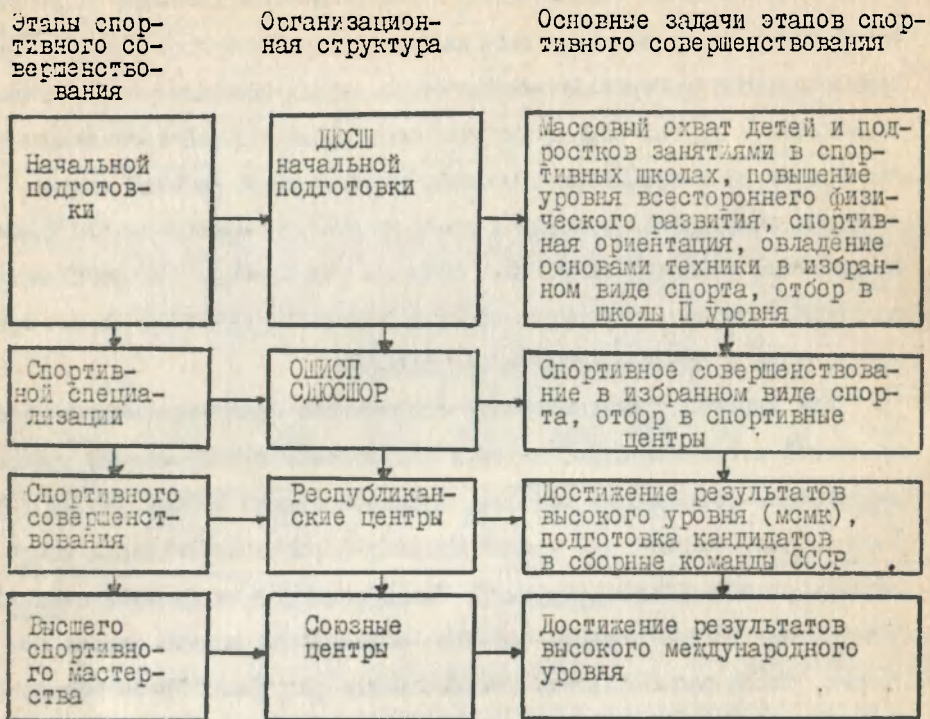 Этапы спор-
тивного со-
вершенство-
вания
Организацион-
ная структура
Основные задачи этапов спор-
тивного совершенствования
Начальной
подготов-
ки
ДЮСШ
начальной
подготовки
Массовый охват детей и под-
ростков занятиями в спор-
тивных школах, повышение
уровня всестороннего физи-
ческого развития, спортив-
ная ориентация, овладение
основами техники в избран-
ном виде спорта, отбор в
школы П уровня
Спортив-
ной специа-
лизации
ОШИСП
СДЮСШОР
Спортивное совершенствова-
ние в избранном виде спор-
та, отбор в спортивные
центры
Спортивного
совершенст-
вования
Республикан-
ские центры
Достижение результатов
высокого уровня (мсмк),
подготовка кандидатов
в сборные команды СССР.
Высшего
спортивно-
го мастер-
ства
Союзные
центры
Достижение результатов
высокого международного
уровня.